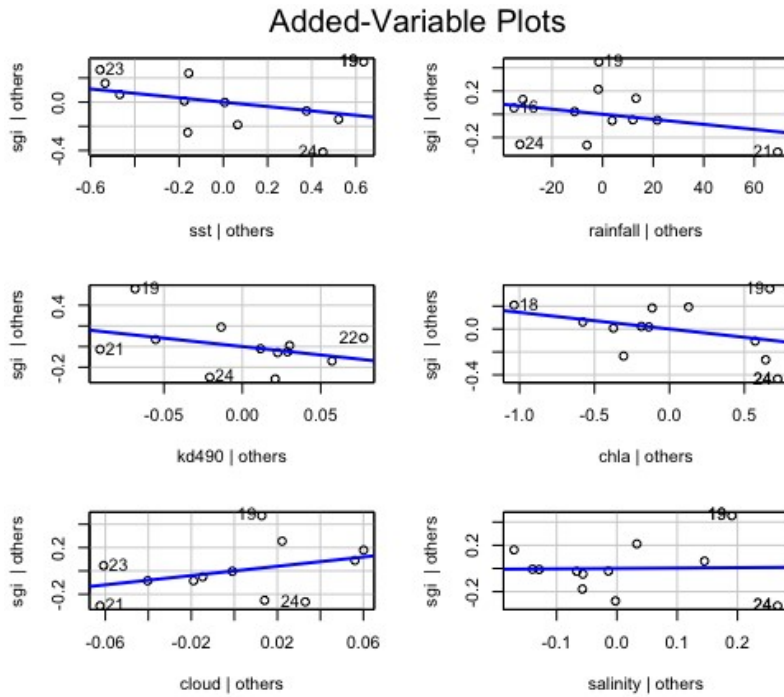 Added-Variable Plots
sgi | others
0.0
-0.4
23
19
24
-0.6 -0.4 -0.2 0.0 0.2 0.4 0.6
sst | others
sgi | others
0.2
-0.2
19
16
24
21
-20 0 20 40 60
rainfall | others
sgi | others
0.4
-0.2
19
21
22
24
-0.05 0.00 0.05
kd490 | others
sgi | others
0.0
-0.4
19
18
24
-1.0 -0.5 0.0 0.5
chla | others
sgi | others
0.2
-0.2
19
23
21
24
-0.06 -0.02 0.02 0.06
cloud | others
sgi | others
0.2
-0.2
19
24
-0.1 0.0 0.1 0.2
salinity | others